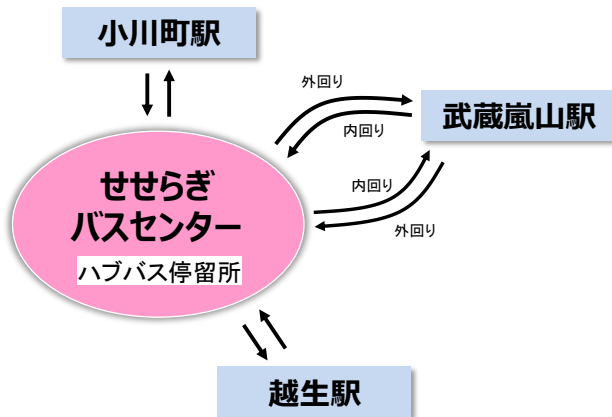 小川町駅
外回り
内回り
武蔵嵐山駅
せせらぎ
バスセンター
ハブバス停留所
内回り
外回り
越生駅